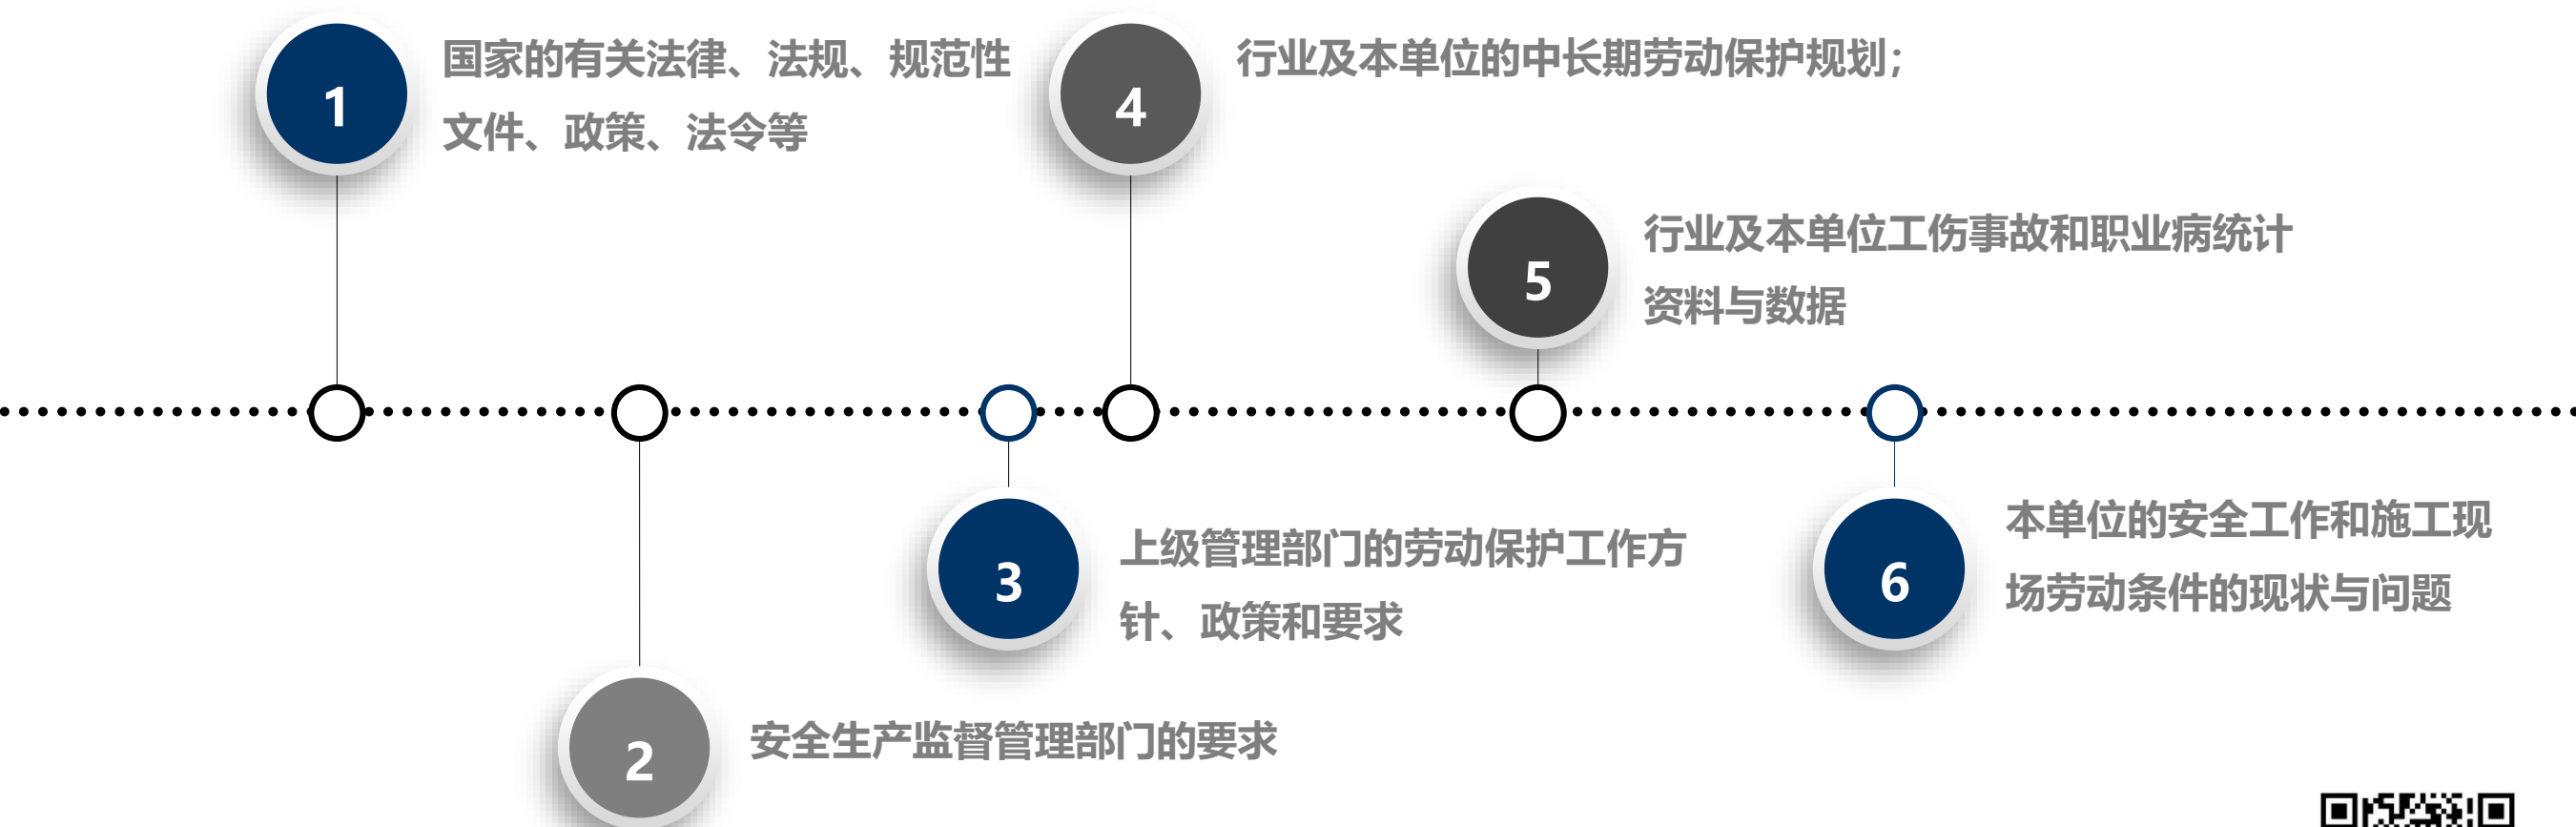 1
国家的有关法律、法规、规范性
文件、政策、法令等
2
安全生产监督管理部门的要求
3
上级管理部门的劳动保护工作方
针、政策和要求
4
行业及本单位的中长期劳动保护规划；
5
行业及本单位工伤事故和职业病统计
资料与数据
6
本单位的安全工作和施工现
场劳动条件的现状与问题